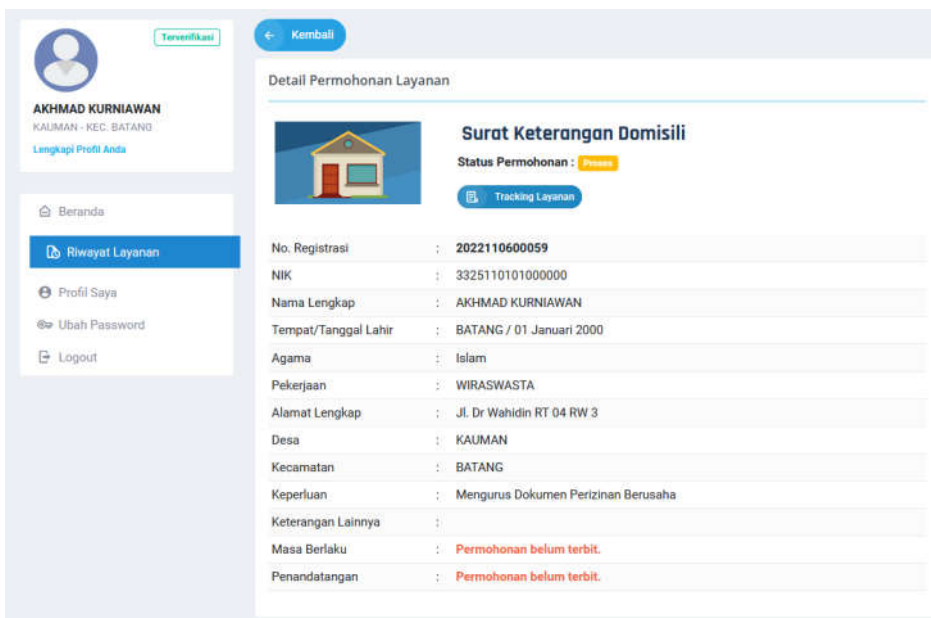 Terverifikasi
AKHMAD KURNIAWAN
KAUMAN - KEC. BATANG
Lengkapi Profil Anda
Beranda
Riwayat Layanan
Profil Saya
Ubah Password
Logout
Kembali
Detail Permohonan Layanan
Surat Keterangan Domisili
Status Permohonan : Proses
Tracking Layanan
No. Registrasi : 2022110600059
NIK : 3325110101000000
Nama Lengkap : AKHMAD KURNIAWAN
Tempat/Tanggal Lahir : BATANG / 01 Januari 2000
Agama : Islam
Pekerjaan : WIRASWASTA
Alamat Lengkap : Jl. Dr Wahidin RT 04 RW 3
Desa : KAUMAN
Kecamatan : BATANG
Keperluan : Mengurus Dokumen Perizinan Berusaha
Keterangan Lainnya :
Masa Berlaku : Permohonan belum terbit.
Penandatangan : Permohonan belum terbit.